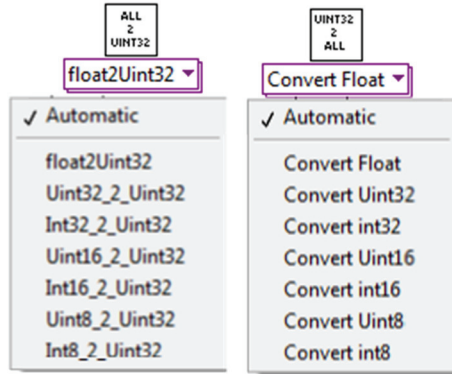 ALL
2
UINT32
float2Uint32
Automatic
float2Uint32
Uint32_2_Uint32
Int32_2_Uint32
Uint16_2_Uint32
Int16_2_Uint32
Uint8_2_Uint32
Int8_2_Uint32
UINT32
2
ALL
Convert Float
Automatic
Convert Float
Convert Uint32
Convert int32
Convert Uint16
Convert int16
Convert Uint8
Convert int8